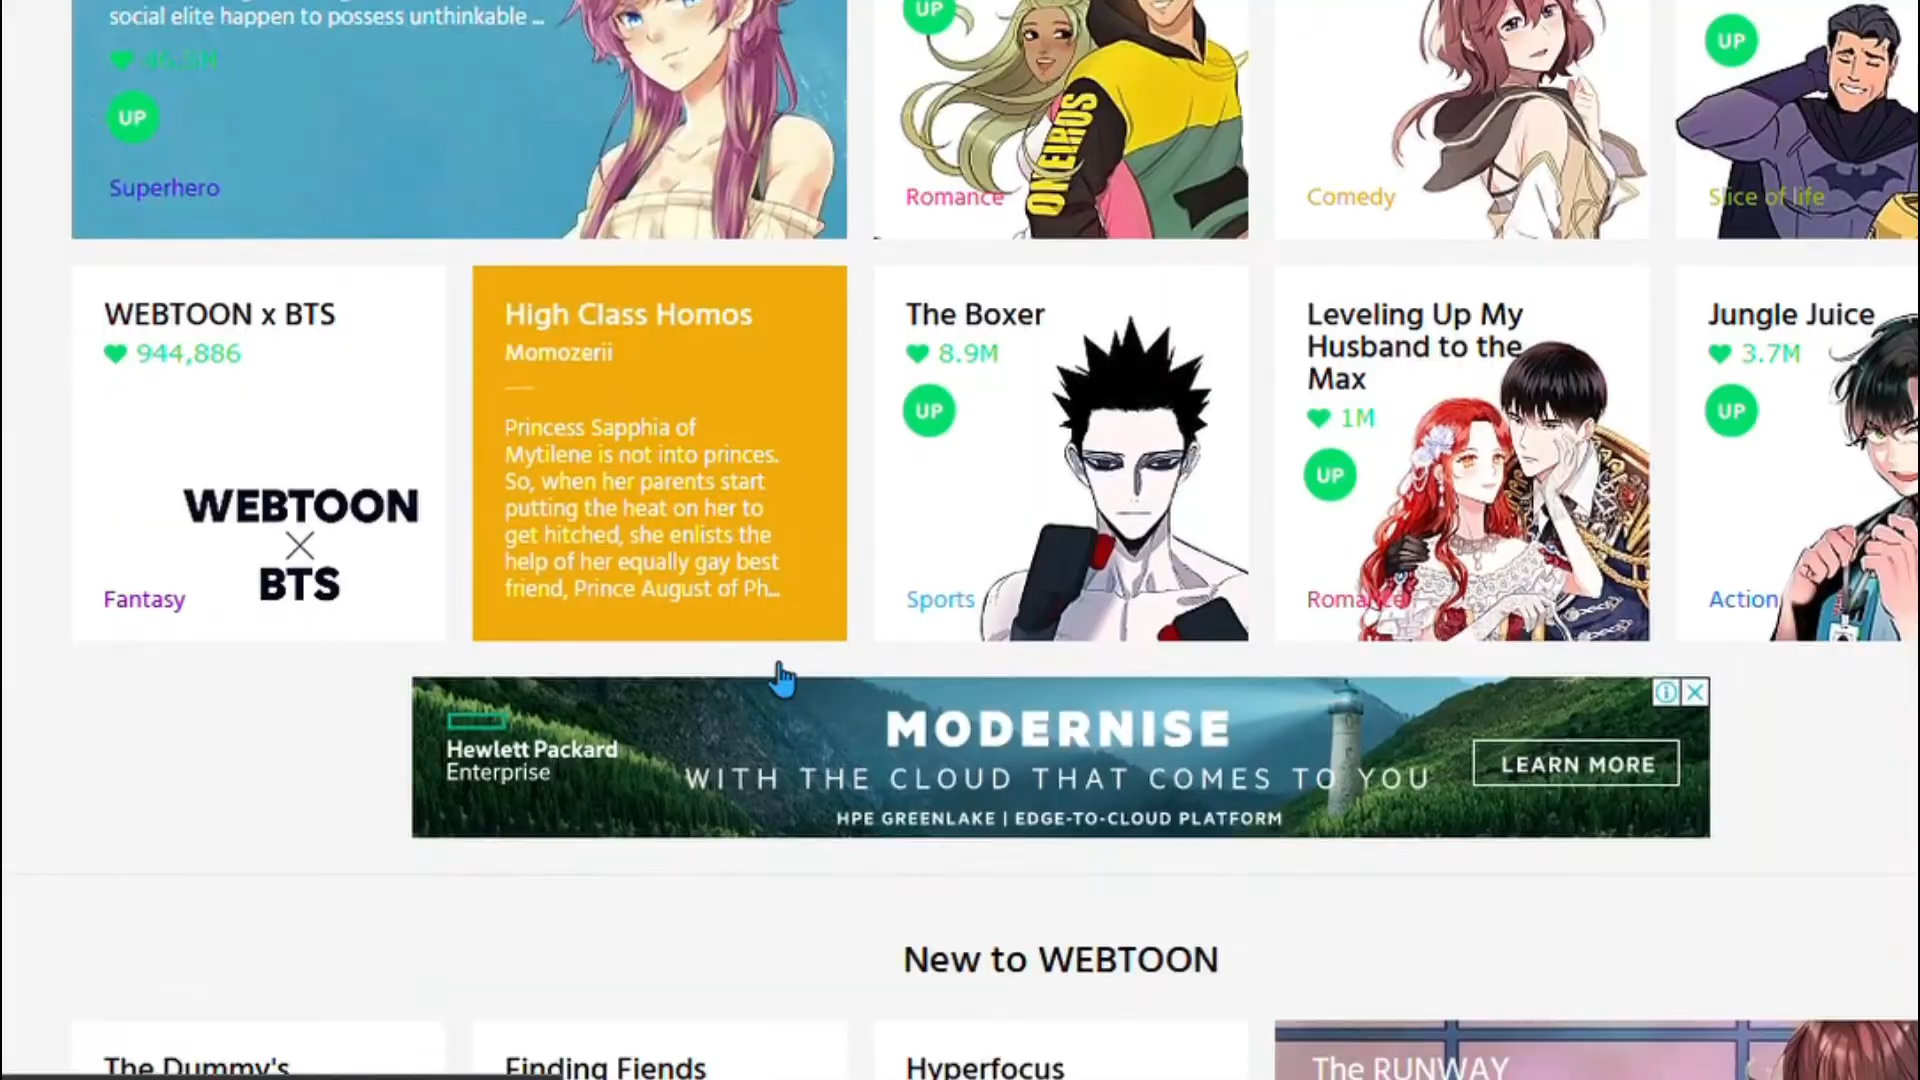 social elite happen to possess unthinkable ...
46.5M
UP
Superhero
UP
ONEIROS
Romance
Comedy
UP
Slice of life
WEBTOON x BTS
944,886
WEBTOON
X
BTS
Fantasy
High Class Homos
Momozerii
Princess Sapphia of
Mytilene is not into princes.
So, when her parents start
putting the heat on her to
get hitched, she enlists the
help of her equally gay best
friend, Prince August of Ph...
The Boxer
8.9M
UP
Sports
Leveling Up My
Husband to the
Max
1M
UP
Romance
Jungle Juice
3.7M
UP
Action
Hewlett Packard
Enterprise
MODERNISE
WITH THE CLOUD THAT COMES TO YOU
HPE GREENLAKE | EDGE-TO-CLOUD PLATFORM
LEARN MORE
New to WEBTOON
The Dummy's
Finding Fiends
Hyperfocus
The RUNWAY